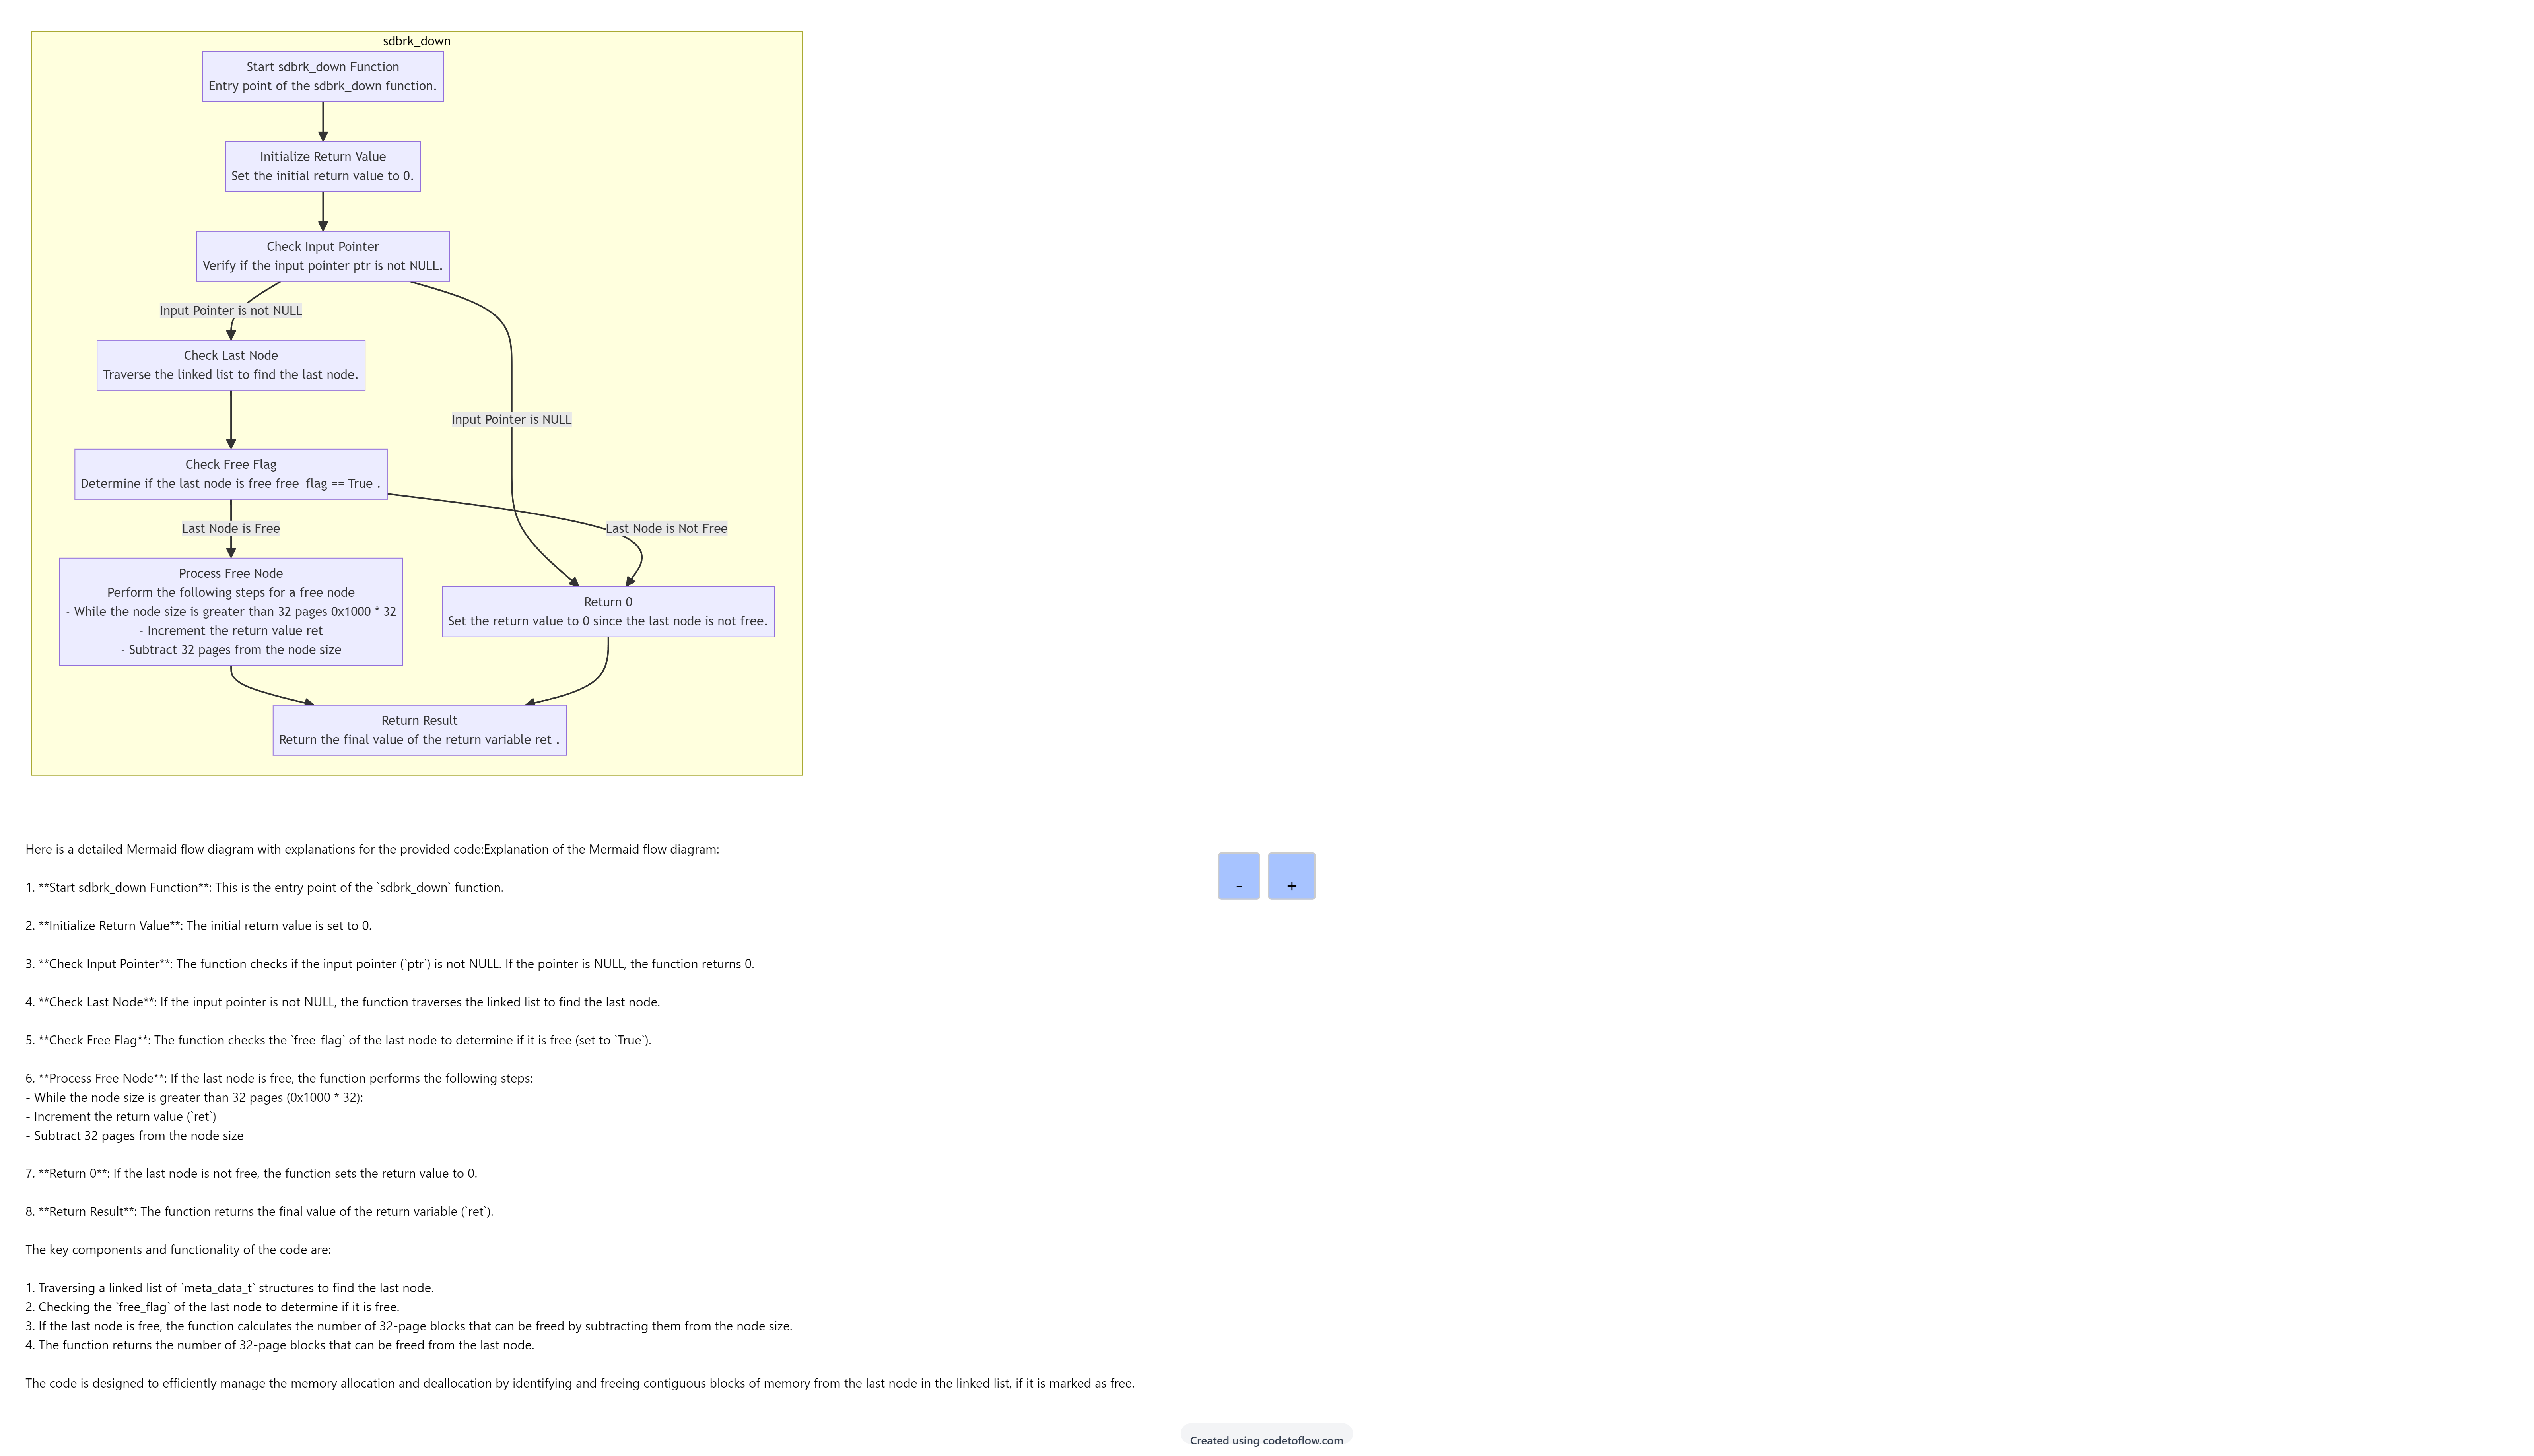 sdbrk_down
Start sdbrk_down Function
Entry point of the sdbrk_down function.
Initialize Return Value
Set the initial return value to 0.
Check Input Pointer
Verify if the input pointer ptr is not NULL.
Input Pointer is not NULL
Check Last Node
Traverse the linked list to find the last node.
Input Pointer is NULL
Check Free Flag
Determine if the last node is free free_flag == True .
Last Node is Free
Last Node is Not Free
Process Free Node
Perform the following steps for a free node
- While the node size is greater than 32 pages 0x1000 * 32
- Increment the return value ret
- Subtract 32 pages from the node size
Return 0
Set the return value to 0 since the last node is not free.
Return Result
Return the final value of the return variable ret .
Here is a detailed Mermaid flow diagram with explanations for the provided code:Explanation of the Mermaid flow diagram:
- +
1. **Start sdbrk_down Function**: This is the entry point of the `sdbrk_down` function.
2. **Initialize Return Value**: The initial return value is set to 0.
3. **Check Input Pointer**: The function checks if the input pointer (`ptr`) is not NULL. If the pointer is NULL, the function returns 0.
4. **Check Last Node**: If the input pointer is not NULL, the function traverses the linked list to find the last node.
5. **Check Free Flag**: The function checks the `free_flag` of the last node to determine if it is free (set to `True`).
6. **Process Free Node**: If the last node is free, the function performs the following steps:
- While the node size is greater than 32 pages (0x1000 * 32):
- Increment the return value (`ret`)
- Subtract 32 pages from the node size
7. **Return 0**: If the last node is not free, the function sets the return value to 0.
8. **Return Result**: The function returns the final value of the return variable (`ret`).
The key components and functionality of the code are:
1. Traversing a linked list of `meta_data_t` structures to find the last node.
2. Checking the `free_flag` of the last node to determine if it is free.
3. If the last node is free, the function calculates the number of 32-page blocks that can be freed by subtracting them from the node size.
4. The function returns the number of 32-page blocks that can be freed from the last node.
The code is designed to efficiently manage the memory allocation and deallocation by identifying and freeing contiguous blocks of memory from the last node in the linked list, if it is marked as free.
Created using codetoflow.com